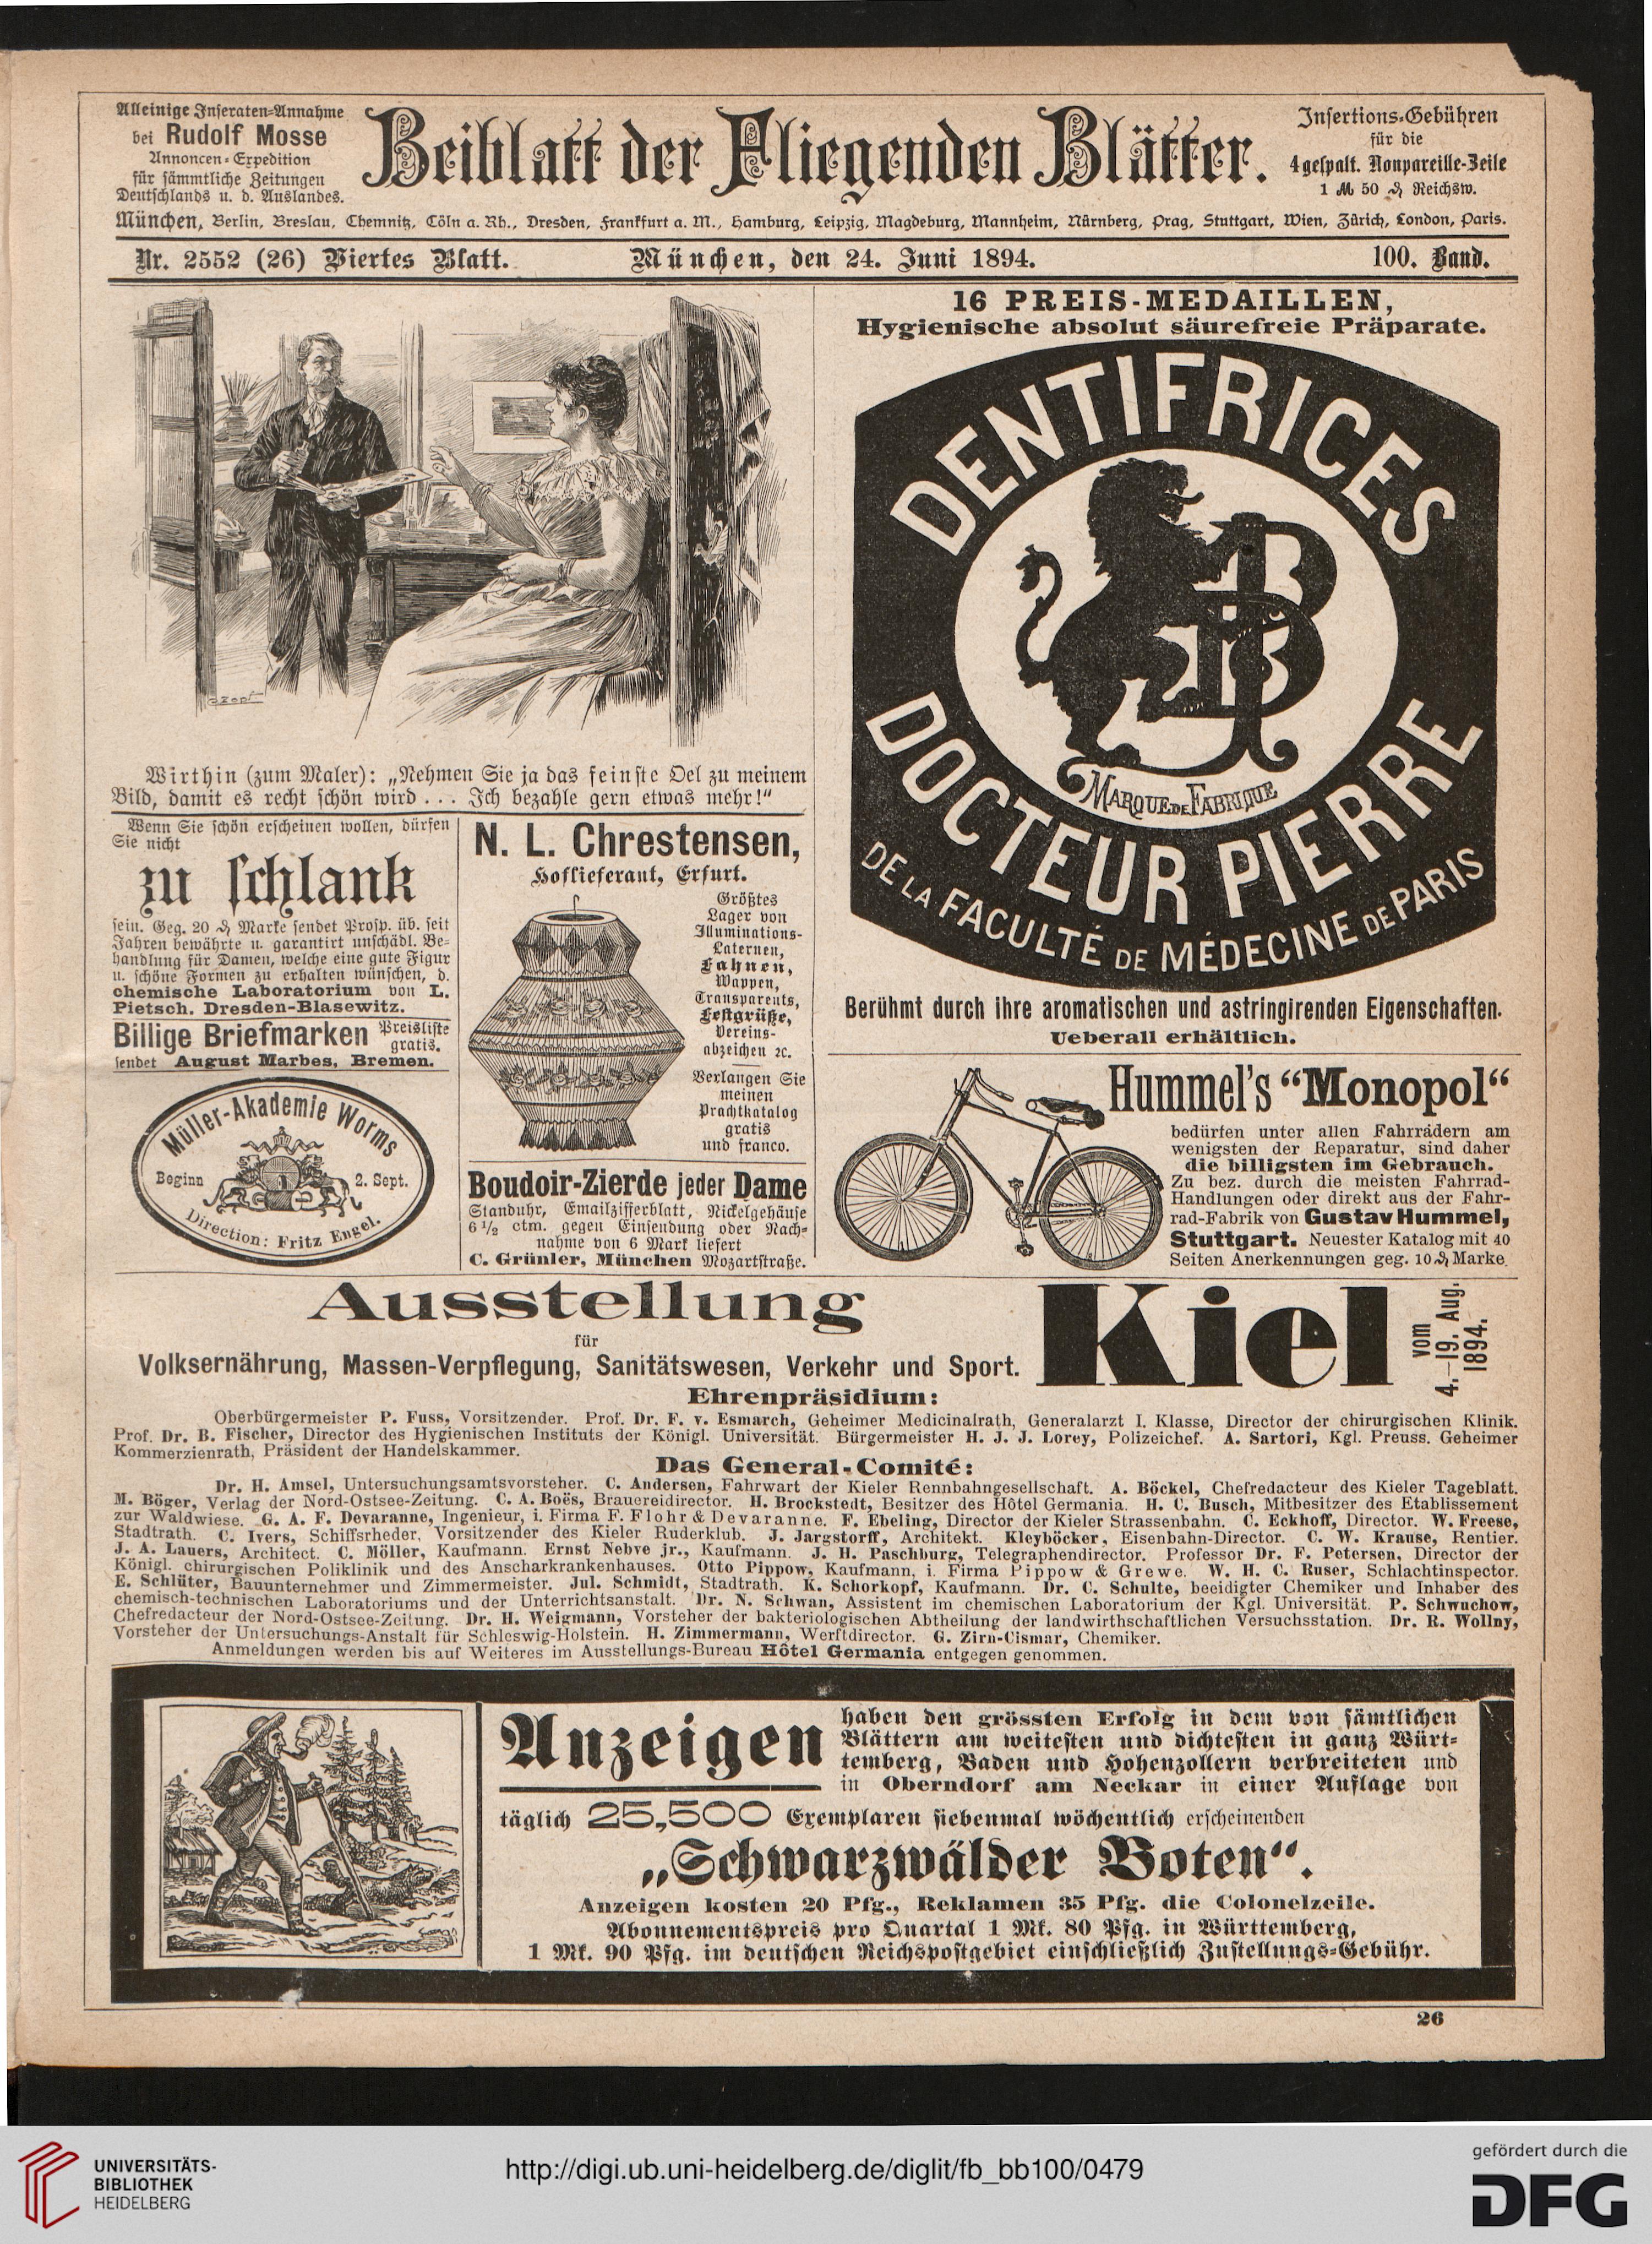 Alleinige Inseraten-Annahme
bei Rudolf Mosse
Annoncen-Expedition
für sämmtliche Zeitungen
Deutschlands u. d. Auslandes.
Beiblatt der Fliegenden Blätter.
Insertions-Gebühren
für die
4 gespalt. Nonpareille-Zeile
1 ℳ 50 ₰ Reichsw.
München, Berlin, Breslau, Chemnitz, Cöln a. Rh., Dresden, Frankfurt a. M., Hamburg, Leipzig, Magdeburg, Mannheim, Nürnberg, Prag, Stuttgart, Wien, Zürich, London, Paris.
Nr. 2552 (26) Viertes Blatt. München, den 24. Juni 1894. 100. Band.
C. Zopf
Wirthin (zum Maler): „Nehmen Sie ja das feinste Oel zu meinem
Bild, damit es recht schön wird... Ich bezahle gern etwas mehr!“
Wenn Sie schön erscheinen wollen, dürfen
Sie nicht
zu schlank
sein. Geg. 20 ₰ Marke sendet Prosp. üb. seit
Jahren bewährte u. garantirt unschädl. Be-
handlung für Damen, welche eine gute Figur
u. schöne Formen zu erhalten wünschen, d.
chemische Laboratorium von L.
Pietsch. Dresden-Blasewitz.
Billige Briefmarken Preisliste
gratis.
sendet August Marbes, Bremen.
Müller-Akademie Worms
Beginn 2. Sept.
Direction: Fritz Engel.
N. L. Chrestensen,
Hoflieferant, Erfurt.
Größtes
Lager von
Illuminations-
Laternen,
Fahnen,
Wappen,
Transparents,
Festgrüße,
Vereins-
abzeichen ꝛc.
Verlangen Sie
meinen
Prachtkatalog
gratis
und franco.
Boudoir-Zierde jeder Dame
Standuhr, Emailzifferblatt, Nickelgehäuse
6 1/2 ctm. gegen Einsendung oder Nach-
nahme von 6 Mark liefert
C. Grünler, München Mozartstraße.
16 PREIS-MEDAILLEN,
Hygienische absolut säurefreie Präparate.
DENTIFRICES
MARQUE DE FABRIQUE
DOCTEUR PIERRE
DE LA FACULTÉ DE MÉDECINE DE PARIS
Berühmt durch ihre aromatischen und astringirenden Eigenschaften.
Ueberall erhältlich.
Hummel's “Monopol“
bedürfen unter allen Fahrrädern am
wenigsten der Reparatur, sind daher
die billigsten im Gebrauch.
Zu bez. durch die meisten Fahrrad-
Handlungen oder direkt aus der Fahr-
rad-Fabrik von Gustav Hummel,
Stuttgart. Neuester Katalog mit 40
Seiten Anerkennungen geg. 10 ₰ Marke.
Ausstellung
für
Volksernährung, Massen-Verpflegung, Sanitätswesen, Verkehr und Sport.
Kiel
vom
4.–19. Aug.
1894.
Ehrenpräsidium:
Oberbürgermeister P. Fuss, Vorsitzender. Prof. Dr. F. v. Esmarch, Geheimer Medicinalrath, Generalarzt I. Klasse, Director der chirurgischen Klinik.
Prof. Dr. B. Fischer, Director des Hygienischen Instituts der Königl. Universität. Bürgermeister H. J. J. Lorey, Polizeichef. A. Sartori, Kgl. Preuss. Geheimer
Kommerzienrath, Präsident der Handelskammer.
Das General-Comité:
Dr. H. Amsel, Untersuchungsamtsvorsteher. C. Andersen, Fahrwart der Kieler Rennbahngesellschaft. A. Böckel, Chefredacteur des Kieler Tageblatt.
M. Böger, Verlag der Nord-Ostsee-Zeitung. C. A. Boës, Brauereidirector. H. Brockstedt, Besitzer des Hôtel Germania. H. C. Busch, Mitbesitzer des Etablissement
zur Waldwiese. G. A. F. Devaranne, Ingenieur, i. Firma F. Flohr & Devaranne. F. Ebeling, Director der Kieler Strassenbahn. C. Eckhoff, Director. W. Freese,
Stadtrath. C. Ivers, Schiffsrheder, Vorsitzender des Kieler Ruderklub. J. Jargstorff, Architekt. Kleyböcker, Eisenbahn-Director. C. W. Krause, Rentier.
J. A. Lauers, Architect. C. Möller, Kaufmann. Ernst Nebve jr., Kaufmann. J. H. Paschburg, Telegraphendirector. Professor Dr. F. Petersen, Director der
Königl. chirurgischen Poliklinik und des Anscharkrankenhauses. Otto Pippow, Kaufmann, i. Firma Pippow & Grewe. W. H. C. Ruser, Schlachtinspector.
E. Schlüter, Bauunternehmer und Zimmermeister. Jul. Schmidt, Stadtrath. K. Schorkopf, Kaufmann. Dr. C. Schulte, beeidigter Chemiker und Inhaber des
chemisch-technischen Laboratoriums und der Unterrichtsanstalt. Dr. N. Schwan, Assistent im chemischen Laboratorium der Kgl. Universität. P. Schwuchow,
Chefredacteur der Nord-Ostsee-Zeitung. Dr. H. Weigmann, Vorsteher der bakteriologischen Abtheilung der landwirthschaftlichen Versuchsstation. Dr. R. Wollny,
Vorsteher der Untersuchungs-Anstalt für Schleswig-Holstein. H. Zimmermann, Werftdirector. G. Zirn-Cismar, Chemiker.
Anmeldungen werden bis auf Weiteres im Ausstellungs-Bureau Hôtel Germania entgegen genommen.
Anzeigen
haben den grössten Erfolg in dem von sämtlichen
Blättern am weitesten und dichtesten in ganz Würt-
temberg, Baden und Hohenzollern verbreiteten und
in Oberndorf am Neckar in einer Auflage von
täglich 25,500 Exemplaren siebenmal wöchentlich erscheinenden
„Schwarzwälder Boten“.
Anzeigen kosten 20 Pfg., Reklamen 35 Pfg. die Colonelzeile.
Abonnementspreis pro Quartal 1 Mk. 80 Pfg. in Württemberg,
1 Mk. 90 Pfg. im deutschen Reichspostgebiet einschließlich Zustellungs-Gebühr.
26
UNIVERSITÄTS-
BIBLIOTHEK
HEIDELBERG
http://digi.ub.uni-heidelberg.de/diglit/fb_bb100/0479
gefördert durch die
DFG